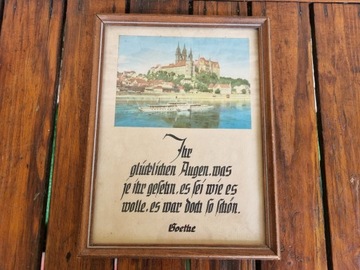 Ihr
glücklichen Augen, was
je ihr gesehn, es sei wie es
wolle, es war doch so schön.
Goethe